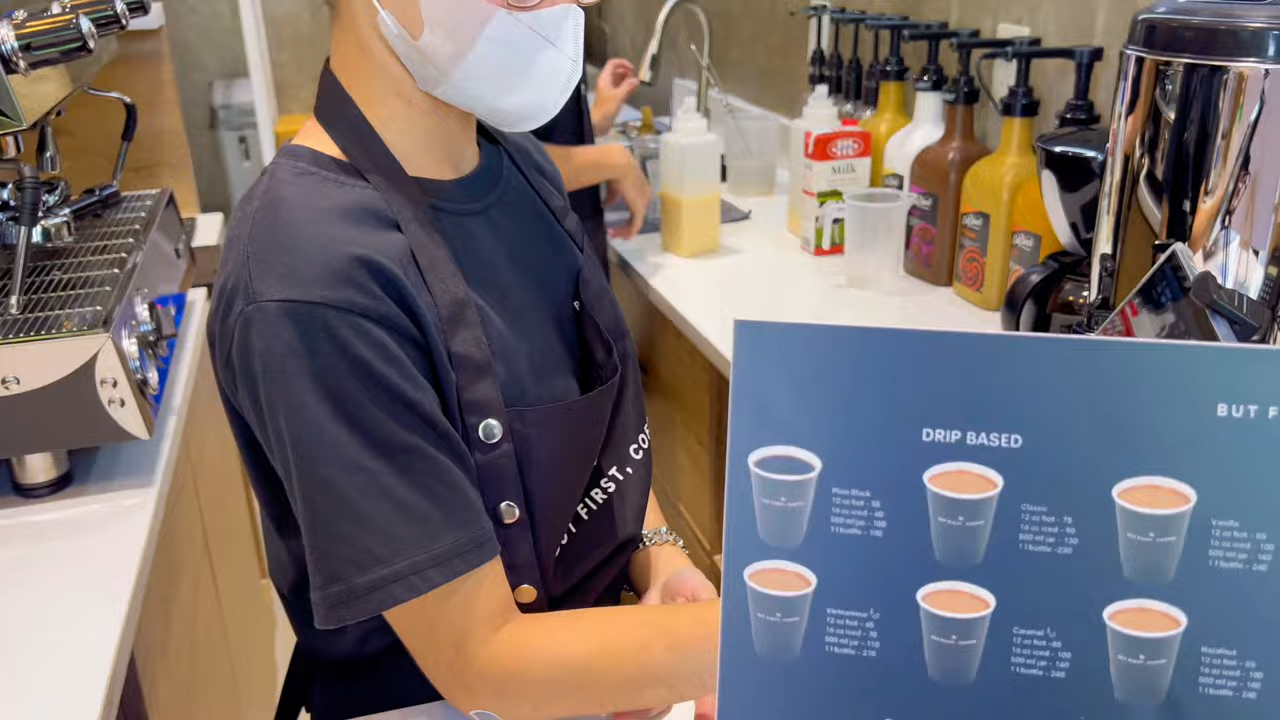 Milk
DaVinci
BUT FIRST, COF
BUT F
DRIP BASED
Plain Black
12 oz hot - 55
16 oz iced - 60
500 ml jar - 100
1 l bottle - 190
Classic
12 oz hot - 75
16 oz iced - 90
500 ml jar - 130
1 l bottle -230
Vanilla
12 oz hot - 85
16 oz iced - 100
500 ml jar - 140
1 l bottle - 240
Vietnamese
12 oz hot - 65
16 oz iced - 70
500 ml jar - 110
1 l bottle - 210
Caramel
12 oz hot -85
16 oz iced - 100
500 ml jar - 140
1 l bottle - 240
Hazelnut
12 oz hot - 85
16 oz iced - 100
500 ml jar - 140
1 l bottle - 240